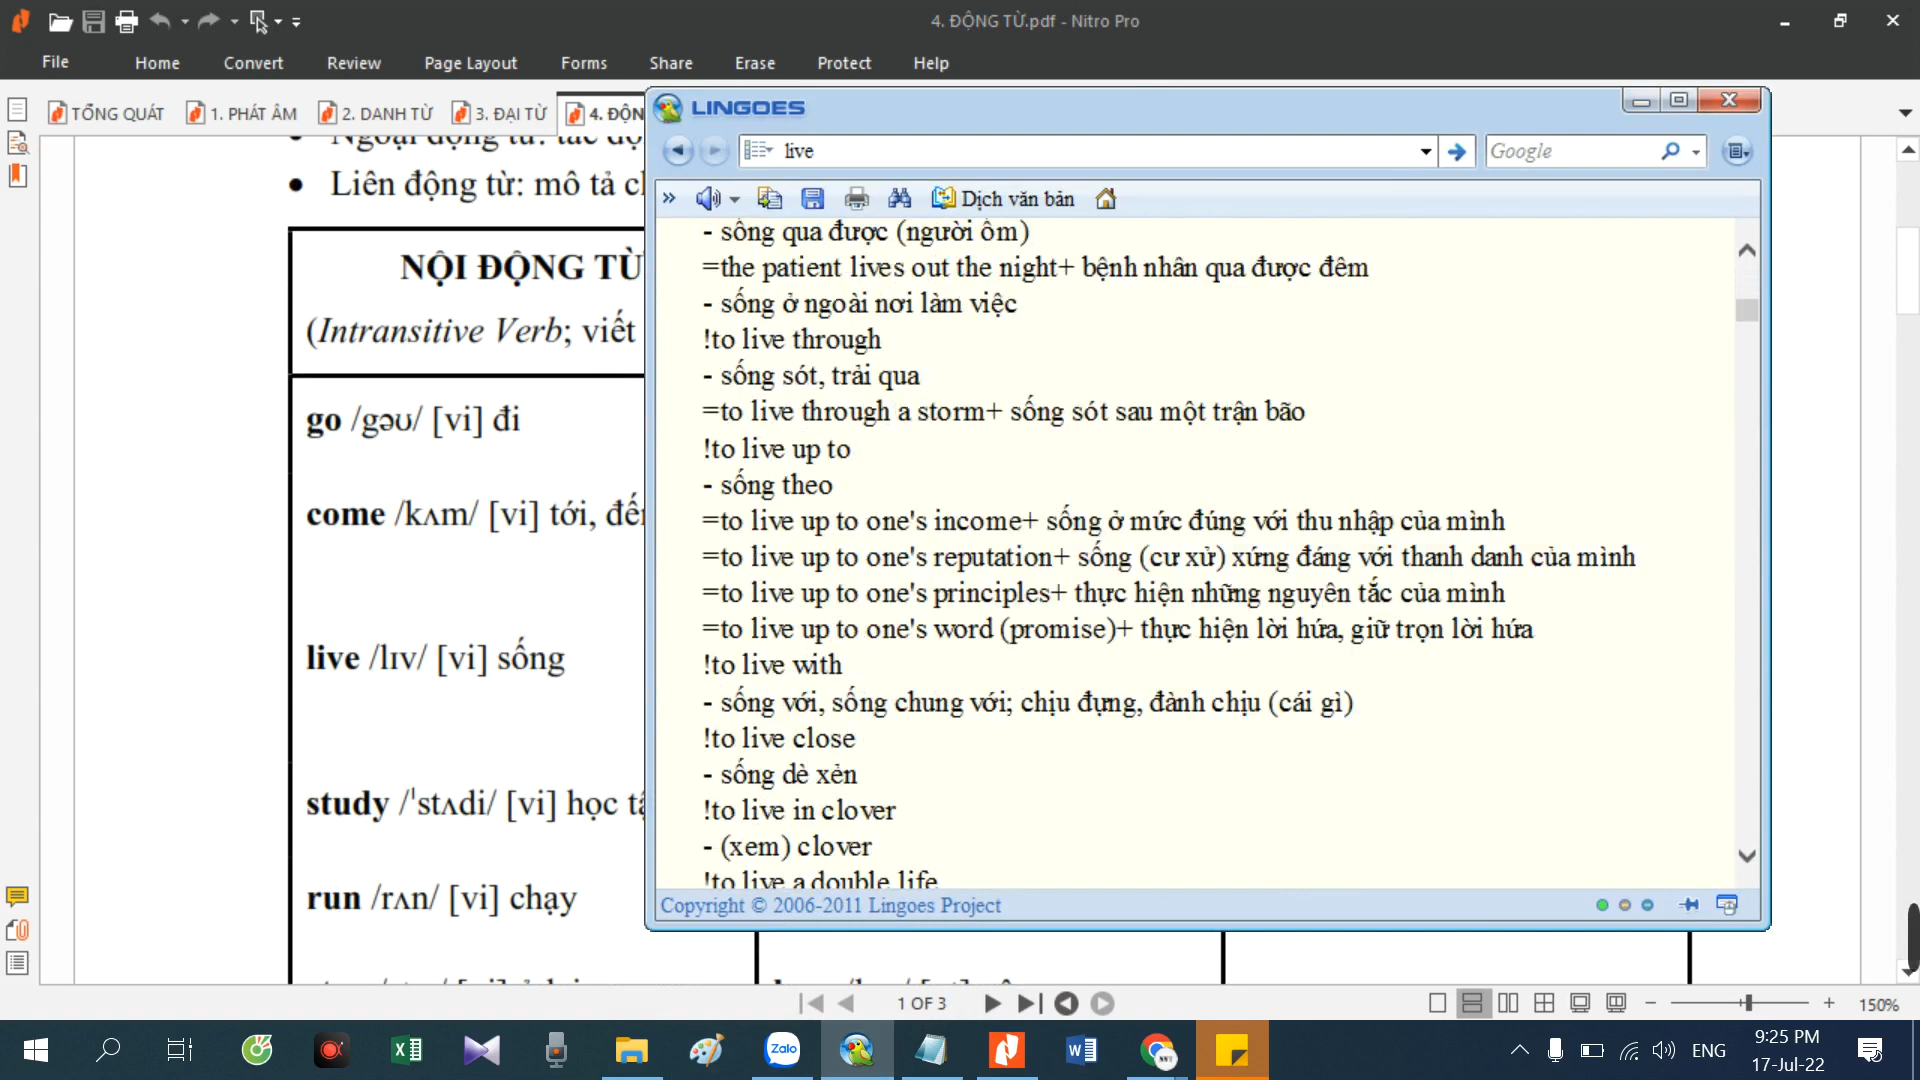 4. ĐỘNG TỪ.pdf - Nitro Pro
File Home Convert Review Page Layout Forms Share Erase Protect Help
TỔNG QUÁT 1. PHÁT ÂM 2. DANH TỪ 3. ĐẠI TỪ 4. ĐỘN
Ngoại động từ: tác độ
Liên động từ: mô tả
NỘI ĐỘNG TỪ
(Intransitive Verb; viết
go /gəʊ/ [vi] đi
come /kʌm/ [vi] tới, đến
live /lɪv/ [vi] sống
study /ˈstʌdi/ [vi] học
run /rʌn/ [vi] chạy
LINGOES
live Google
Dịch văn bản
- sống qua được (người ốm)
=the patient lives out the night+ bệnh nhân qua được đêm
- sống ở ngoài nơi làm việc
!to live through
- sống sót, trải qua
=to live through a storm+ sống sót sau một trận bão
!to live up to
- sống theo
=to live up to one's income+ sống ở mức đúng với thu nhập của mình
=to live up to one's reputation+ sống (cư xử) xứng đáng với thanh danh của mình
=to live up to one's principles+ thực hiện những nguyên tắc của mình
=to live up to one's word (promise)+ thực hiện lời hứa, giữ trọn lời hứa
!to live with
- sống với, sống chung với; chịu đựng, đành chịu (cái gì)
!to live close
- sống dè xẻn
!to live in clover
- (xem) clover
!to live a double life
Copyright © 2006-2011 Lingoes Project
1 OF 3
150%
Zalo
ENG
9:25 PM
17-Jul-22